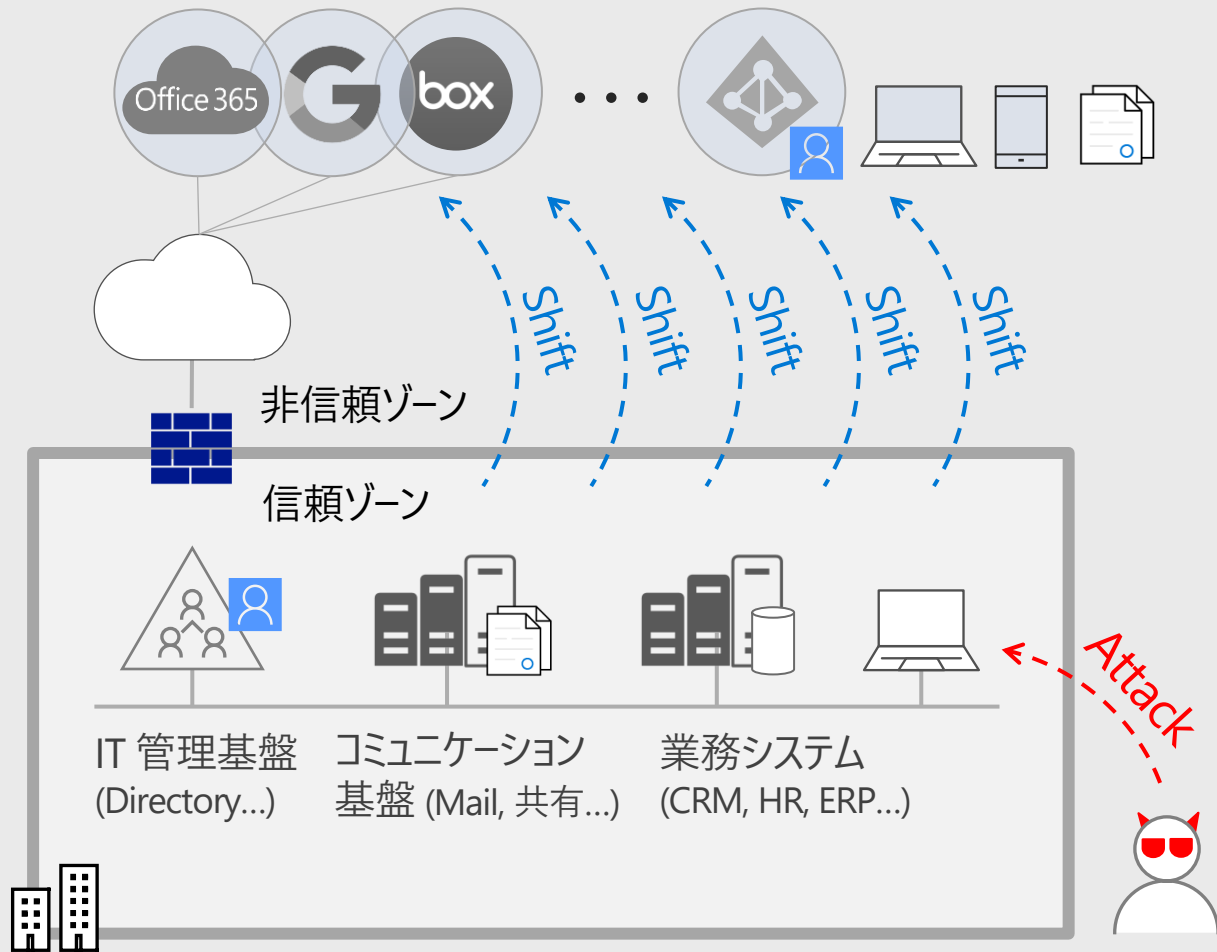 Office 365
box
Shift
Shift
Shift
Shift
Shift
非信頼ゾーン
信頼ゾーン
Attack
IT 管理基盤
(Directory...)
コミュニケーション
基盤 (Mail, 共有...)
業務システム
(CRM, HR, ERP...)